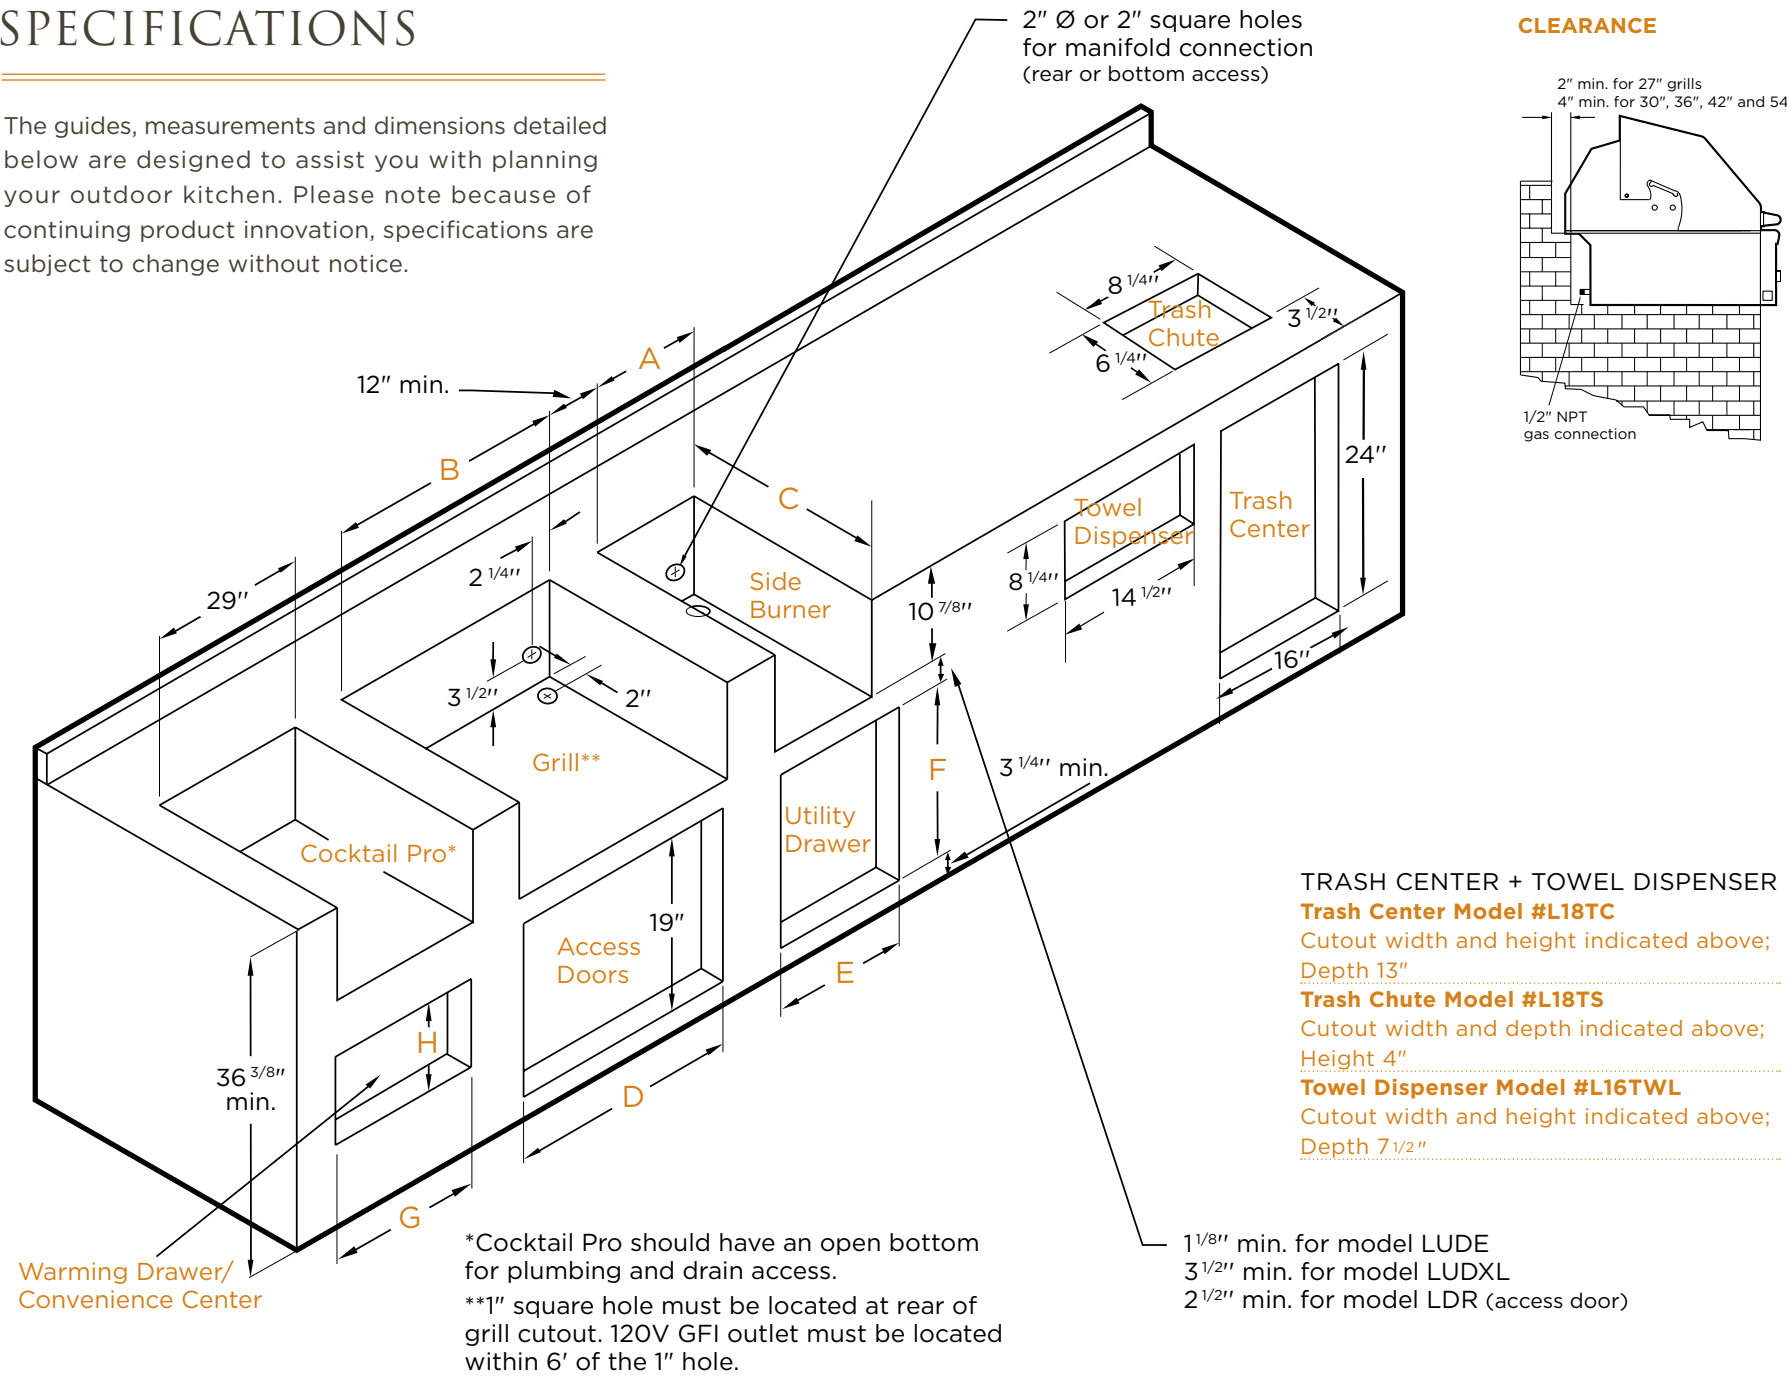 SPECIFICATIONS
The guides, measurements and dimensions detailed
below are designed to assist you with planning
your outdoor kitchen. Please note because of
continuing product innovation, specifications are
subject to change without notice.
2" Ø or 2" square holes
for manifold connection
(rear or bottom access)
CLEARANCE
2" min. for 27" grills
4" min. for 30", 36", 42" and 54
1/2" NPT
gas connection
8 1/4''
Trash
Chute
3 1/2''
6 1/4''
A
12" min.
B
C
24''
Towel
Dispenser
Trash
Center
2 1/4''
29''
Side
Burner
8 1/4''
14 1/2''
10 7/8''
16''
3 1/2''
2''
Grill**
F
3 1/4'' min.
Utility
Drawer
Cocktail Pro*
19"
Access
Doors
E
H
D
36 3/8"
min.
G
Warming Drawer/
Convenience Center
TRASH CENTER + TOWEL DISPENSER
Trash Center Model #L18TC
Cutout width and height indicated above;
Depth 13"
Trash Chute Model #L18TS
Cutout width and depth indicated above;
Height 4"
Towel Dispenser Model #L16TWL
Cutout width and height indicated above;
Depth 7 1/2"
*Cocktail Pro should have an open bottom
for plumbing and drain access.
**1" square hole must be located at rear of
grill cutout. 120V GFI outlet must be located
within 6' of the 1" hole.
1 1/8'' min. for model LUDE
3 1/2'' min. for model LUDXL
2 1/2'' min. for model LDR (access door)